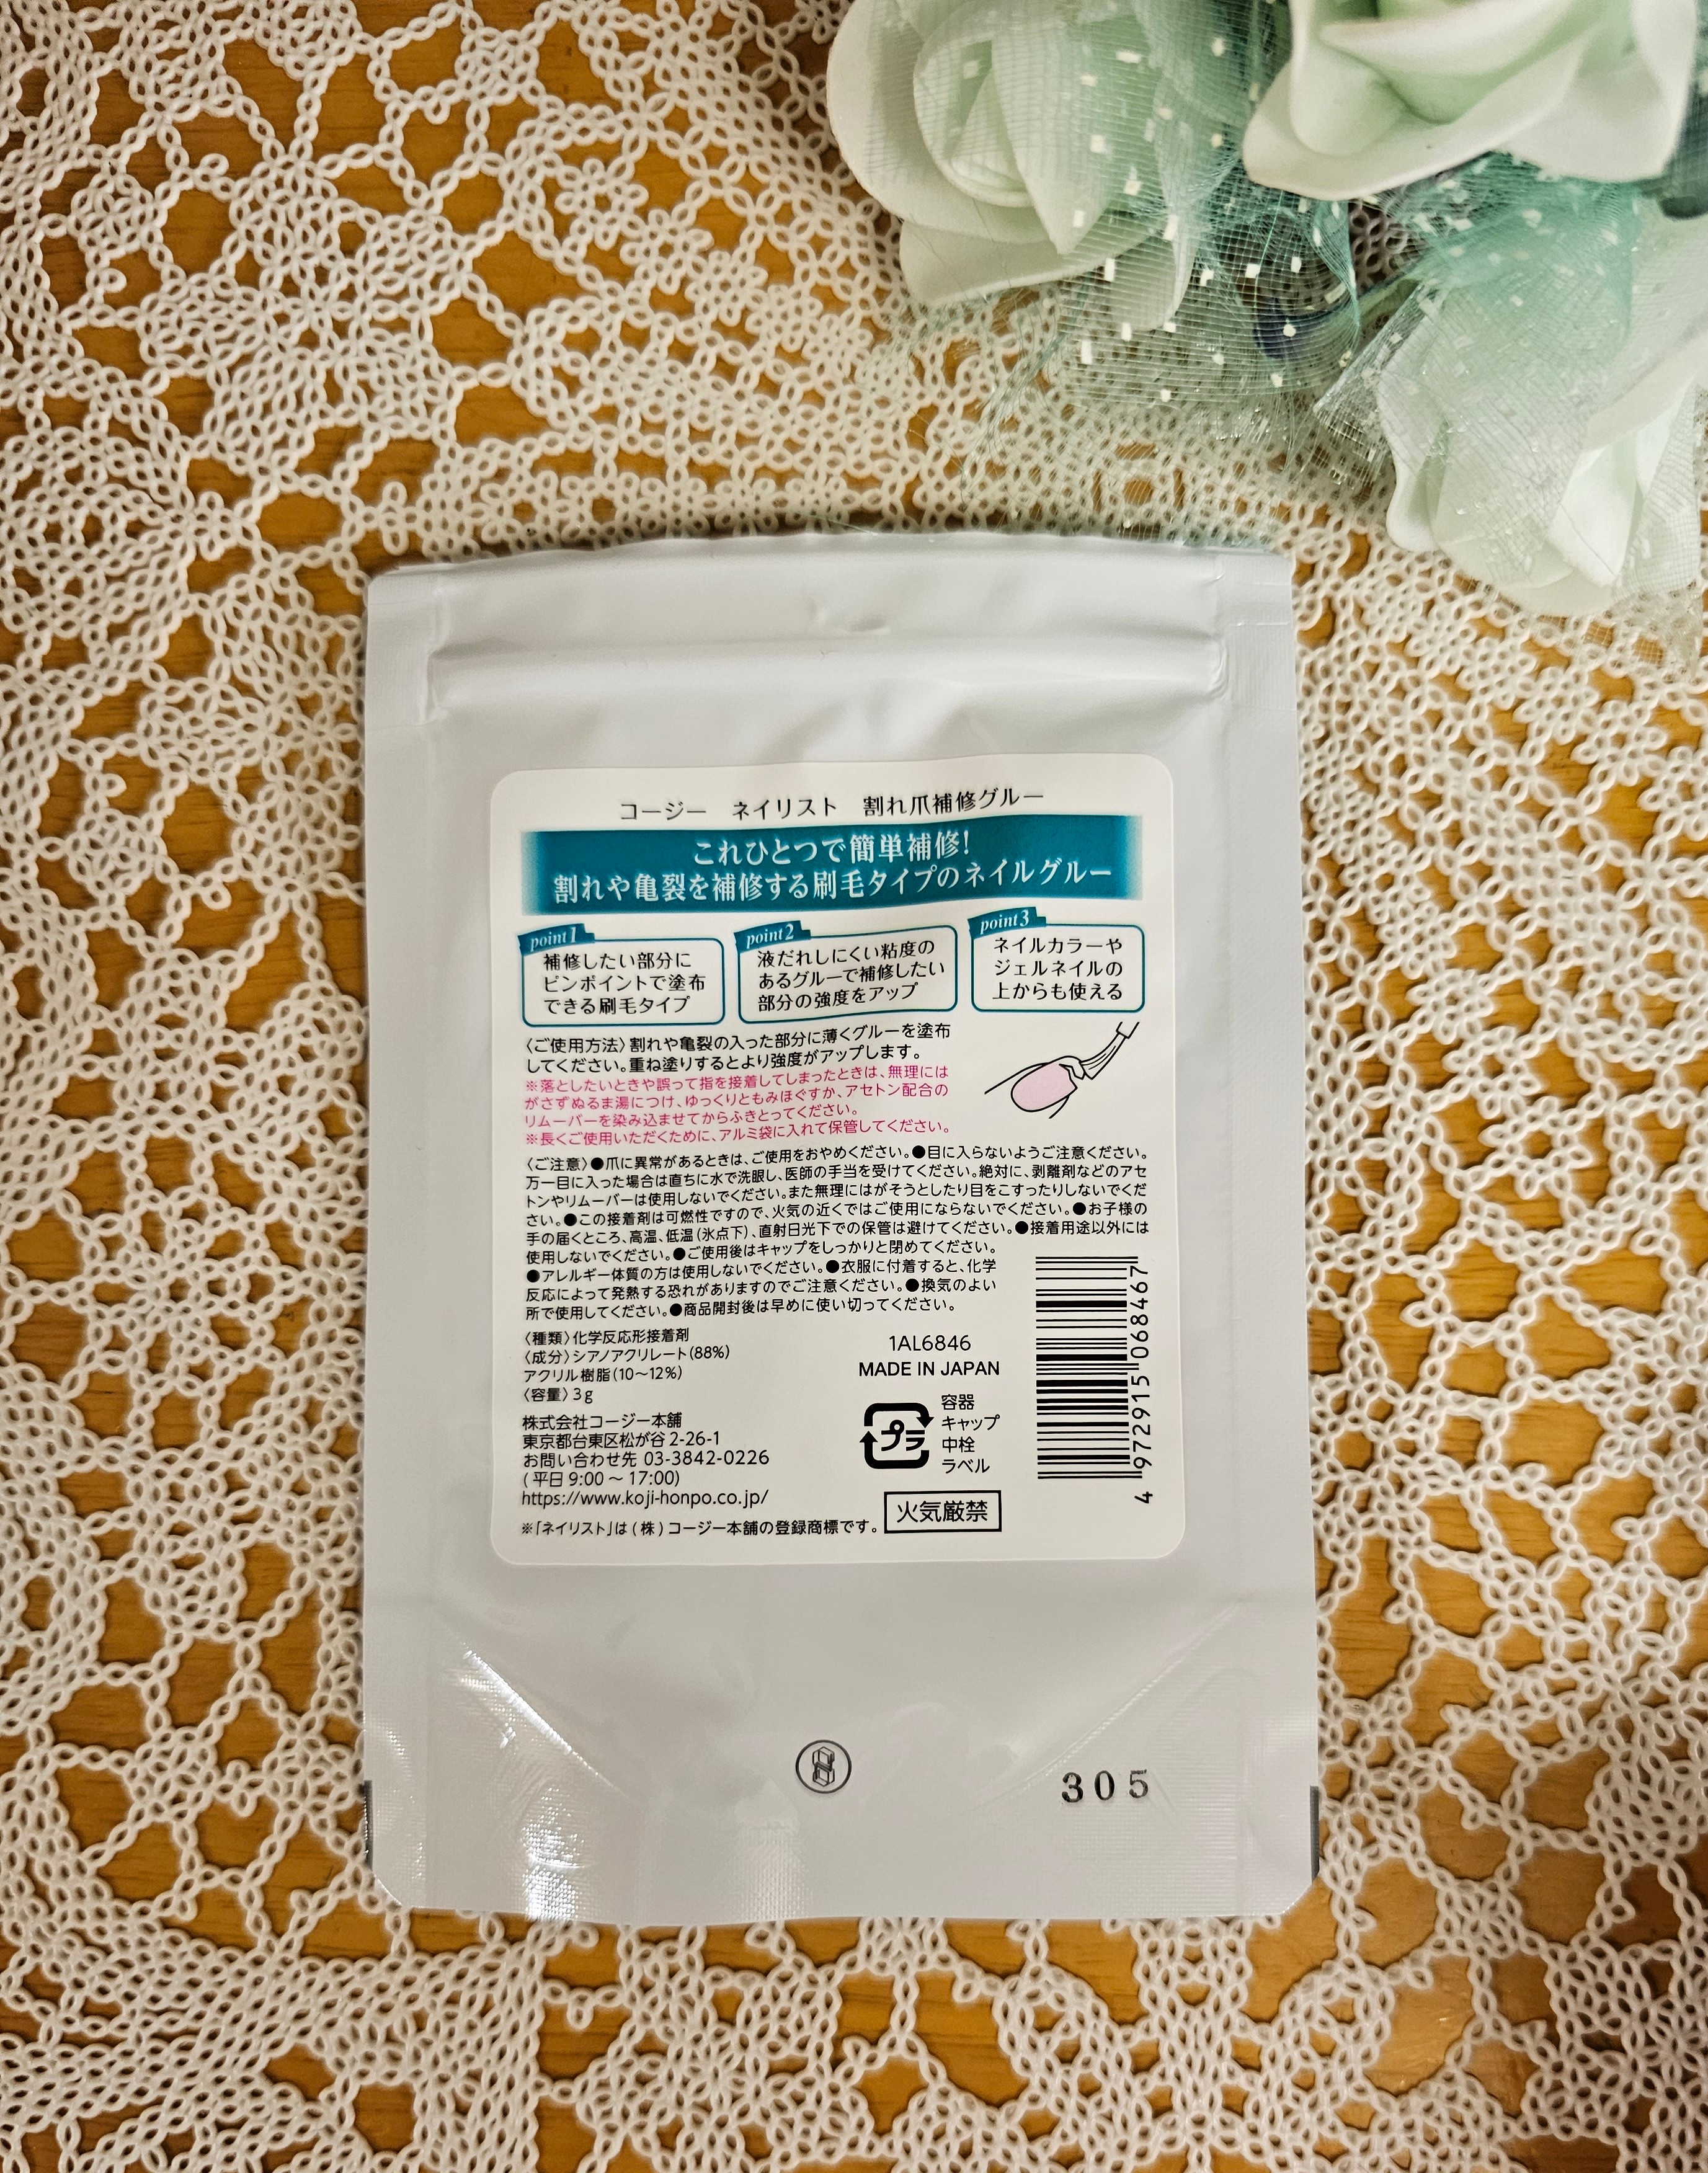 コージー ネイリスト 割れ爪補修グルー
これひとつで簡単補修!
割れや亀裂を補修する刷毛タイプのネイルグルー
point1
補修したい部分に
ピンポイントで塗布
できる刷毛タイプ
point2
液だれしにくい粘度の
あるグルーで補修したい
部分の強度をアップ
point3
ネイルカラーや
ジェルネイルの
上からも使える
〈ご使用方法〉割れや亀裂の入った部分に薄くグルーを塗布
してください。重ね塗りするとより強度がアップします。
※落としたいときや誤って指を接着してしまったときは、無理には
がさずぬるま湯につけ、ゆっくりともみほぐすか、アセトン配合の
リムーバーを染み込ませてからふきとってください。
※長くご使用いただくために、アルミ袋に入れて保管してください。
〈ご注意〉●爪に異常があるときは、ご使用をおやめください。●目に入らないようご注意ください。
万一目に入った場合は直ちに水で洗眼し、医師の手当を受けてください。絶対に、剥離剤などのアセ
トンやリムーバーは使用しないでください。また無理にはがそうとしたり目をこすったりしないでくだ
さい。●この接着剤は可燃性ですので、火気の近くではご使用にならないでください。●お子様の
手の届くところ、高温、低温(氷点下)、直射日光下での保管は避けてください。●接着用途以外には
使用しないでください。●ご使用後はキャップをしっかりと閉めてください。
●アレルギー体質の方は使用しないでください。●衣服に付着すると、化学
反応によって発熱する恐れがありますのでご注意ください。●換気のよい
所で使用してください。●商品開封後は早めに使い切ってください。
〈種類〉化学反応形接着剤
〈成分〉シアノアクリレート(88%)
アクリル樹脂(10～12%)
〈容量〉3g
株式会社コージー本舗
東京都台東区松が谷 2-26-1
お問い合わせ先 03-3842-0226
(平日 9:00 ～ 17:00)
https://www.koji-honpo.co.jp/
※「ネイリスト」は(株)コージー本舗の登録商標です。
1AL6846
MADE IN JAPAN
プラ
容器
キャップ
中栓
ラベル
火気厳禁
4 972915 068467
305